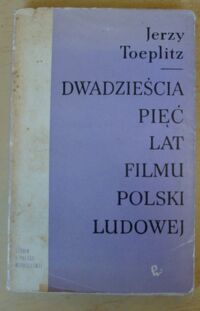 Jerzy
Toeplitz
DWADZIEŚCIA
PIĘĆ
LAT
FILMU
POLSKI
LUDOWEJ